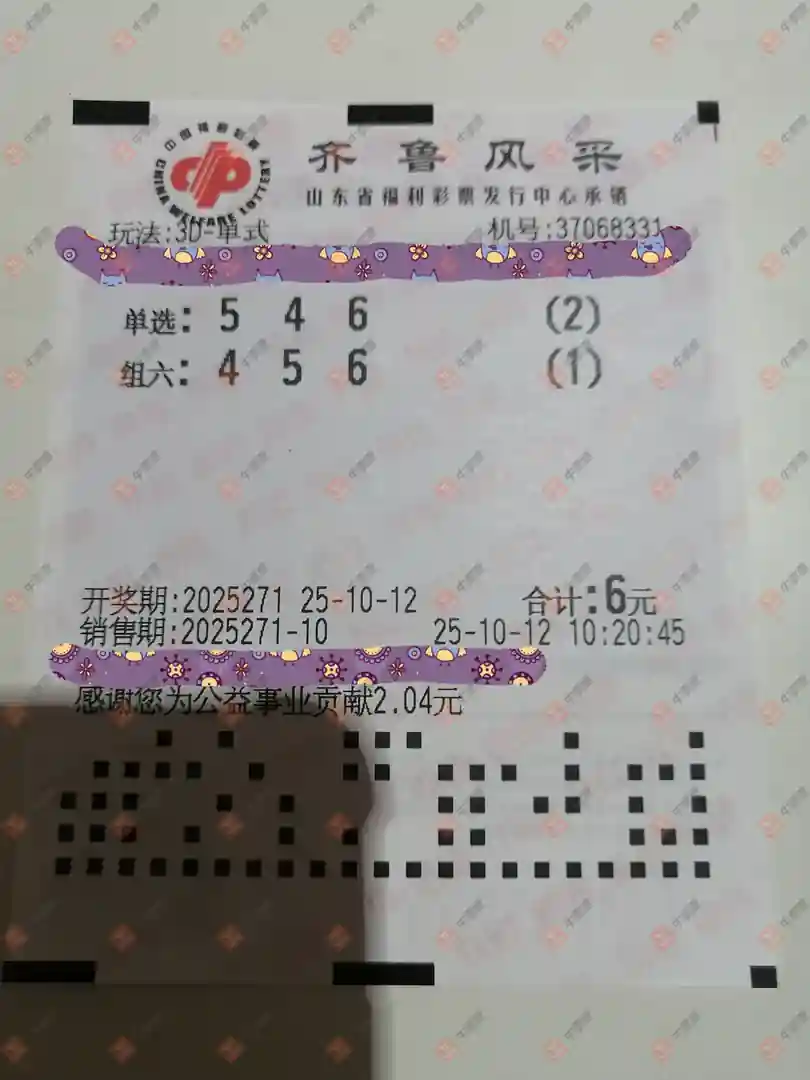 中国福利彩票
CHINA WELFARE LOTTERY
齐鲁风采
山东省福利彩票发行中心承销
玩法:3D-单式 机号:37068331
单选: 5 4 6 (2)
组六: 4 5 6 (1)
开奖期:2025271 25-10-12 合计:6元
销售期:2025271-10 25-10-12 10:20:45
感谢您为公益事业贡献2.04元